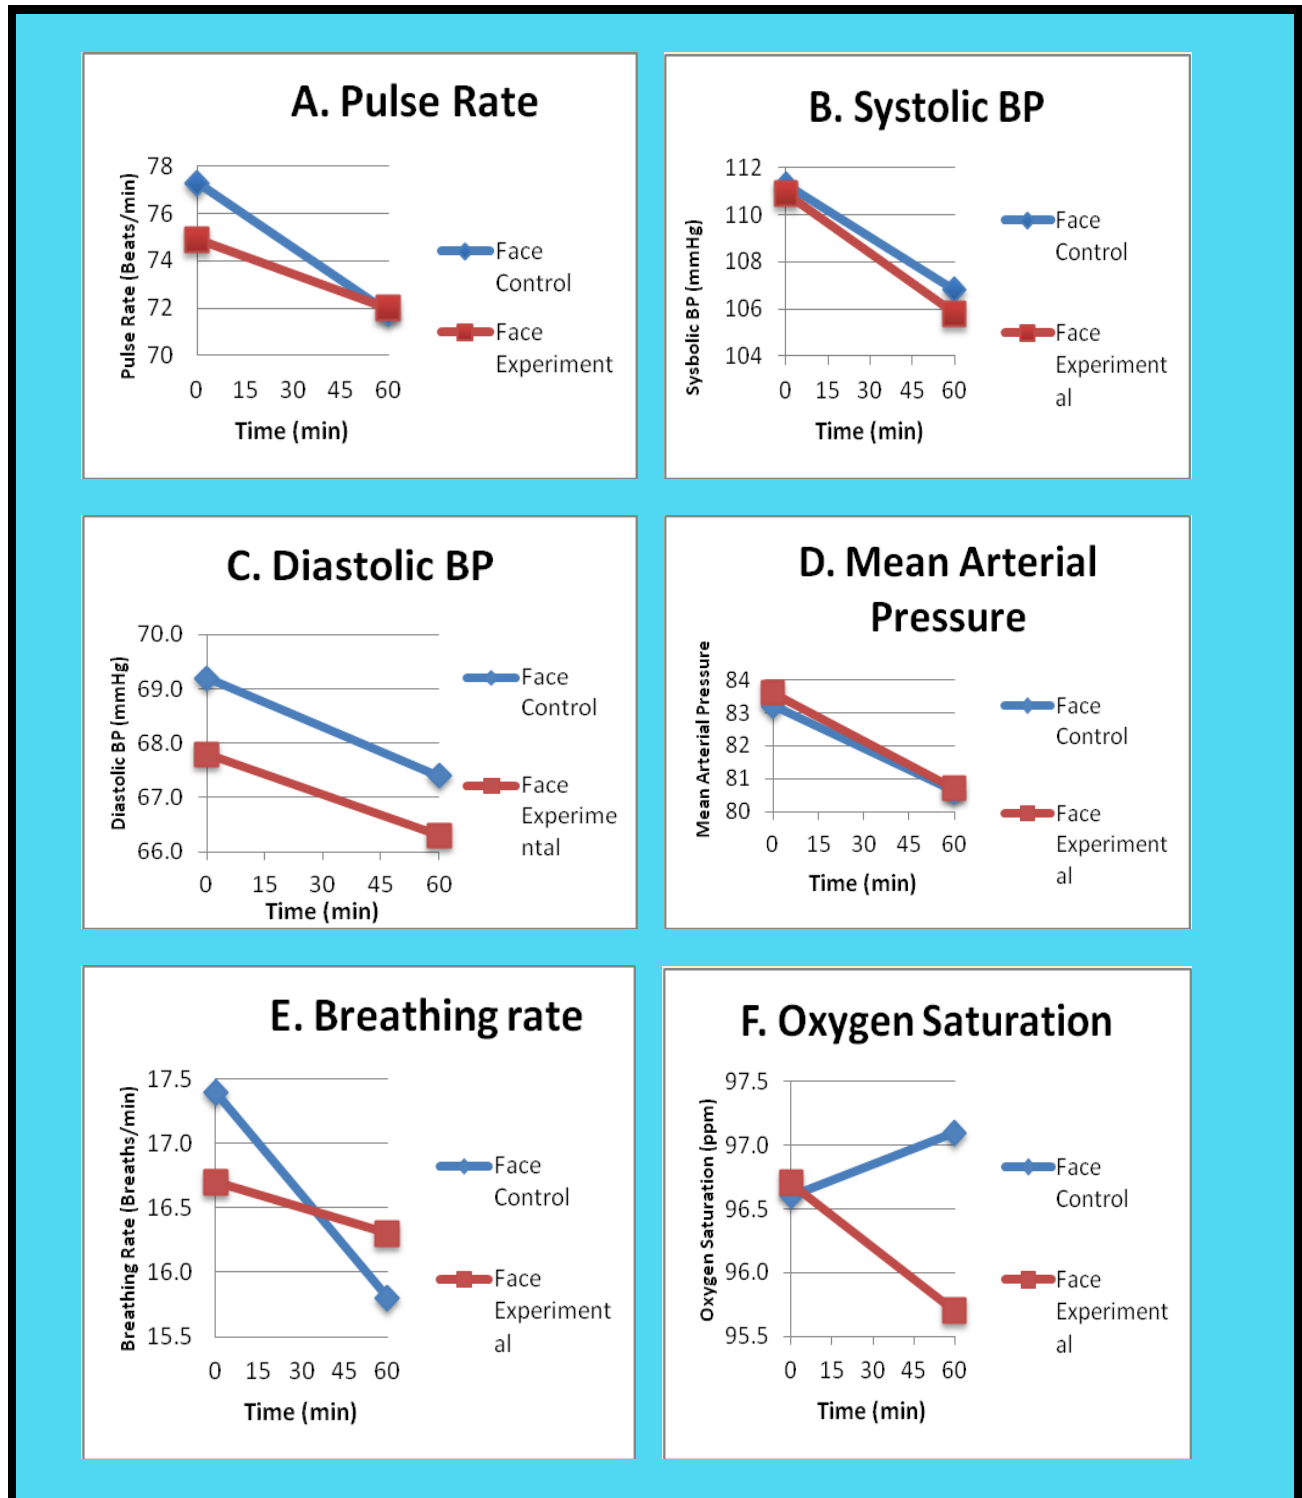 A. Pulse Rate
Pulse Rate (Beats/min)
78
76
74
72
70
0 15 30 45 60
Time (min)
Face
Control
Face
Experiment
B. Systolic BP
Sysbolic BP (mmHg)
112
110
108
106
104
0 15 30 45 60
Time (min)
Face
Control
Face
Experiment
al
C. Diastolic BP
Diastolic BP (mmHg)
70.0
69.0
68.0
67.0
66.0
0 15 30 45 60
Time (min)
Face
Control
Face
Experime
ntal
D. Mean Arterial
Pressure
Mean Arterial Pressure
84
83
82
81
80
0 15 30 45 60
Time (min)
Face
Control
Face
Experiment
al
E. Breathing rate
Breathing Rate (Breaths/min)
17.5
17.0
16.5
16.0
15.5
0 15 30 45 60
Time (min)
Face
Control
Face
Experiment
al
F. Oxygen Saturation
Oxygen Saturation (ppm)
97.5
97.0
96.5
96.0
95.5
0 15 30 45 60
Time (min)
Face
Control
Face
Experiment
al